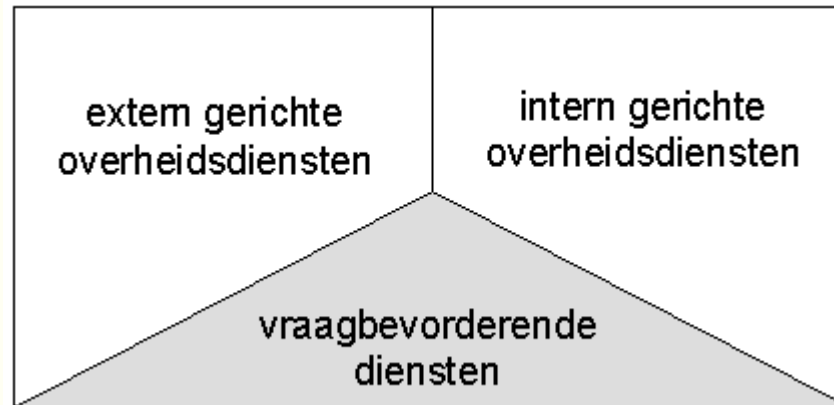 extern gerichte
overheidsdiensten
intern gerichte
overheidsdiensten
vraagbevorderende
diensten